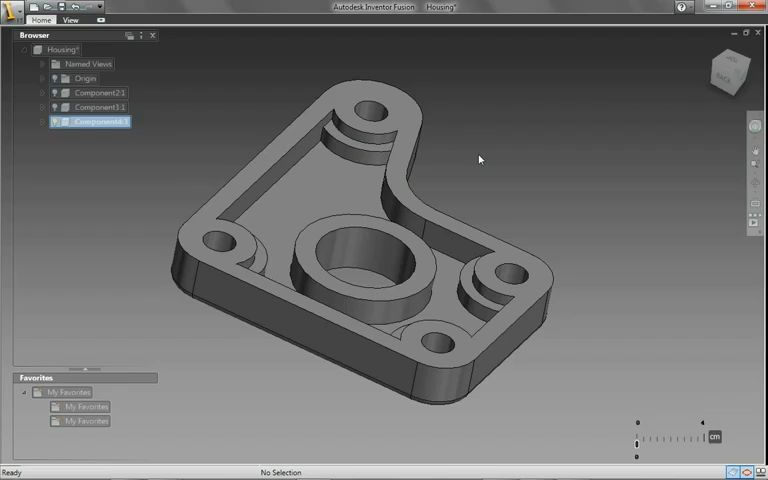 Autodesk Inventor Fusion Housing*
Home View
Browser
Housing*
Named Views
Origin
Component2:1
Component3:1
Component4:1
Favorites
My Favorites
My Favorites
My Favorites
cm
Ready
No Selection